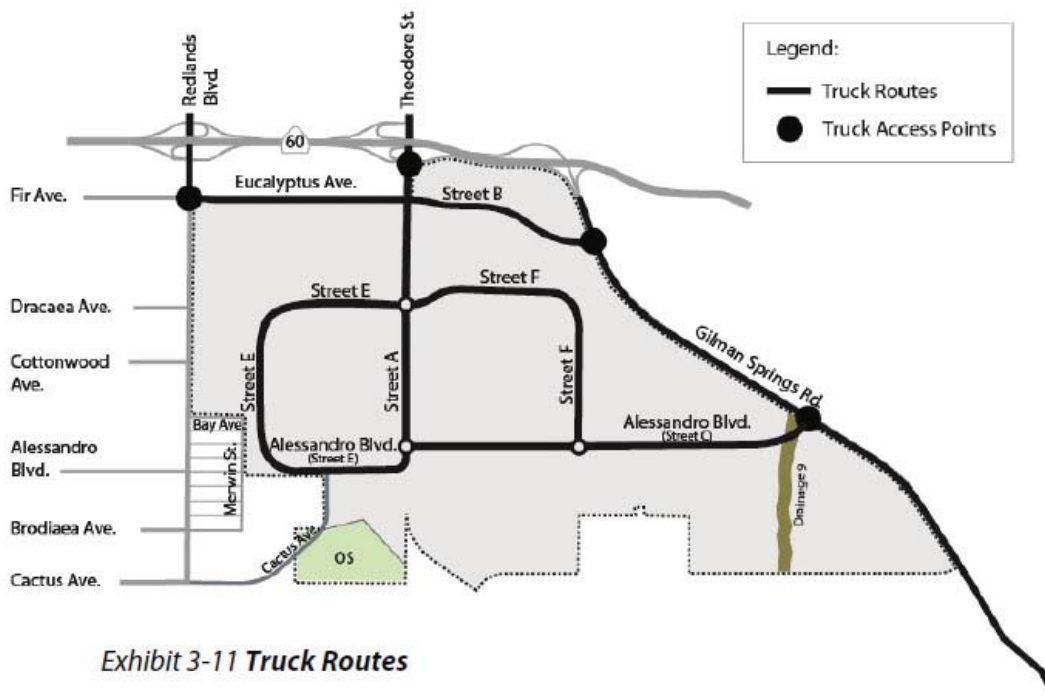 Redlands
Blvd.
Theodore St.
Legend:
Truck Routes
Truck Access Points
60
Fir Ave.
Eucalyptus Ave.
Street B
Street E
Street F
Dracaea Ave.
Cottonwood
Ave.
Street E
Street A
Street F
Gilman Springs Rd.
Bay Ave
Merwin St.
Alessandro
Blvd.
Alessandro Blvd.
(Street E)
Alessandro Blvd.
(Street C)
Drainage 9
Brodiaea Ave.
Cactus Ave.
OS
Cactus Ave.
Exhibit 3-11 Truck Routes